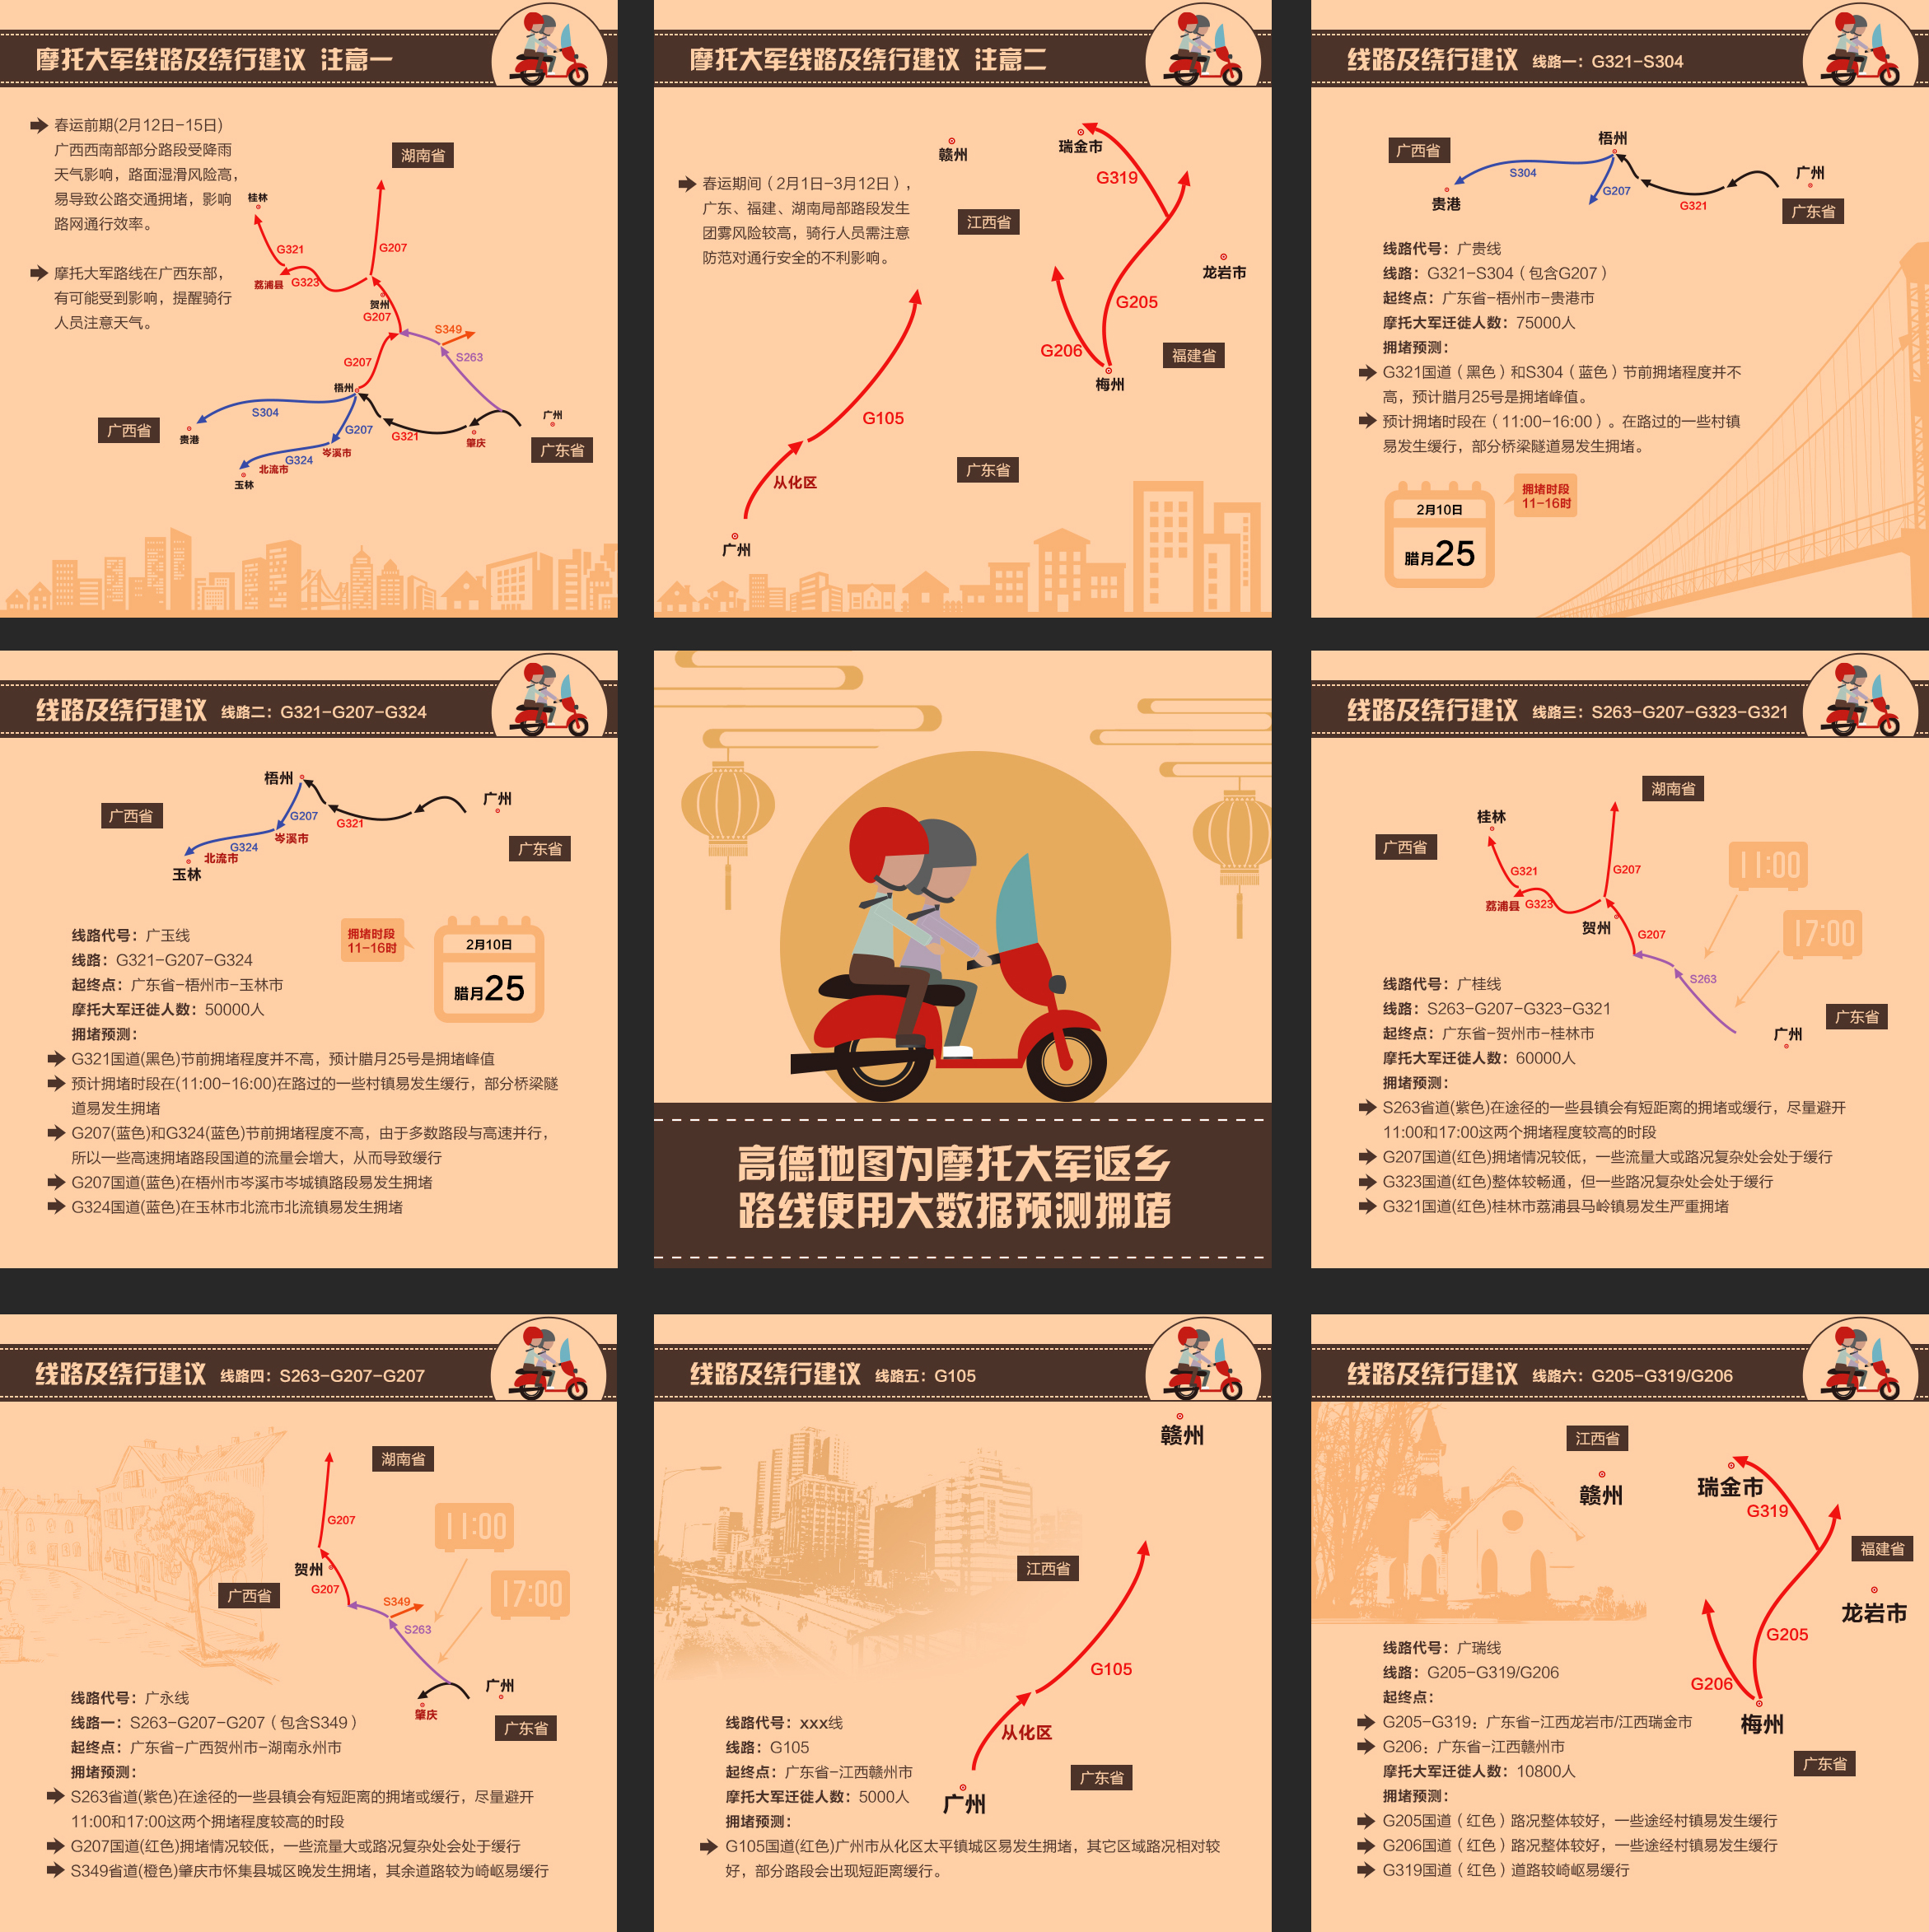 摩托大军线路及绕行建议 注意一
春运前期(2月12日-15日)
广西西南部部分路段受降雨
天气影响，路面湿滑风险高，
易导致公路交通拥堵，影响
路网通行效率。
摩托大军路线在广西东部，
有可能受到影响，提醒骑行
人员注意天气。
湖南省
桂林
G321
G207
荔浦县
G323
贺州
G207
S349
G207
S263
梧州
S304
广西省
贵港
G207
G321
广州
肇庆
广东省
岑溪市
G324
北流市
玉林
摩托大军线路及绕行建议 注意二
春运期间（2月1日-3月12日），
广东、福建、湖南局部路段发生
团雾风险较高，骑行人员需注意
防范对通行安全的不利影响。
赣州
瑞金市
G319
江西省
龙岩市
G205
G206
福建省
梅州
G105
广东省
从化区
广州
线路及绕行建议 线路一：G321-S304
广西省
梧州
S304
G207
贵港
G321
广州
广东省
线路代号：广贵线
线路：G321-S304（包含G207）
起终点：广东省-梧州市-贵港市
摩托大军迁徙人数：75000人
拥堵预测：
G321国道（黑色）和S304（蓝色）节前拥堵程度并不
高，预计腊月25号是拥堵峰值。
预计拥堵时段在（11:00-16:00）。在路过的一些村镇
易发生缓行，部分桥梁隧道易发生拥堵。
2月10日
腊月25
拥堵时段
11-16时
线路及绕行建议 线路二：G321-G207-G324
梧州
广西省
G207
G321
广州
广东省
岑溪市
G324
北流市
玉林
拥堵时段
11-16时
2月10日
腊月25
线路代号：广玉线
线路：G321-G207-G324
起终点：广东省-梧州市-玉林市
摩托大军迁徙人数：50000人
拥堵预测：
G321国道(黑色)节前拥堵程度并不高，预计腊月25号是拥堵峰值
预计拥堵时段在(11:00-16:00)在路过的一些村镇易发生缓行，部分桥梁隧
道易发生拥堵
G207(蓝色)和G324(蓝色)节前拥堵程度不高，由于多数路段与高速并行，
所以一些高速拥堵路段国道的流量会增大，从而导致缓行
G207国道(蓝色)在梧州市岑溪市岑城镇路段易发生拥堵
G324国道(蓝色)在玉林市北流市北流镇易发生拥堵
高德地图为摩托大军返乡
路线使用大数据预测拥堵
线路及绕行建议 线路三：S263-G207-G323-G321
湖南省
桂林
广西省
G321
G207
荔浦县
G323
贺州
G207
S263
11:00
17:00
广州
广东省
线路代号：广桂线
线路：S263-G207-G323-G321
起终点：广东省-贺州市-桂林市
摩托大军迁徙人数：60000人
拥堵预测：
S263省道(紫色)在途径的一些县镇会有短距离的拥堵或缓行，尽量避开
11:00和17:00这两个拥堵程度较高的时段
G207国道(红色)拥堵情况较低，一些流量大或路况复杂处会处于缓行
G323国道(红色)整体较畅通，但一些路况复杂处会处于缓行
G321国道(红色)桂林市荔浦县马岭镇易发生严重拥堵
线路及绕行建议 线路四：S263-G207-G207
湖南省
G207
11:00
贺州
广西省
G207
17:00
S349
S263
广州
肇庆
广东省
线路代号：广永线
线路一：S263-G207-G207（包含S349）
起终点：广东省-广西贺州市-湖南永州市
拥堵预测：
S263省道(紫色)在途径的一些县镇会有短距离的拥堵或缓行，尽量避开
11:00和17:00这两个拥堵程度较高的时段
G207国道(红色)拥堵情况较低，一些流量大或路况复杂处会处于缓行
S349省道(橙色)肇庆市怀集县城区晚发生拥堵，其余道路较为崎岖易缓行
线路及绕行建议 线路五：G105
赣州
江西省
G105
从化区
广州
广东省
线路代号：xxx线
线路：G105
起终点：广东省-江西赣州市
摩托大军迁徙人数：5000人
拥堵预测：
G105国道(红色)广州市从化区太平镇城区易发生拥堵，其它区域路况相对较
好，部分路段会出现短距离缓行。
线路及绕行建议 线路六：G205-G319/G206
江西省
赣州
瑞金市
G319
福建省
龙岩市
G205
G206
梅州
广东省
线路代号：广瑞线
线路：G205-G319/G206
起终点：
G205-G319：广东省-江西龙岩市/江西瑞金市
G206：广东省-江西赣州市
摩托大军迁徙人数：10800人
拥堵预测：
G205国道（红色）路况整体较好，一些途经村镇易发生缓行
G206国道（红色）路况整体较好，一些途经村镇易发生缓行
G319国道（红色）道路较崎岖易缓行